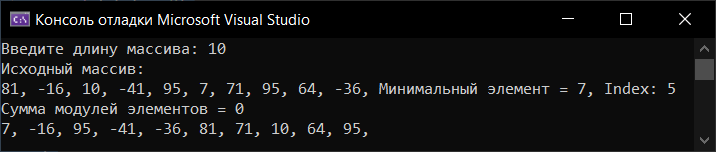 Консоль отладки Microsoft Visual Studio
Введите длину массива: 10
Исходный массив:
81, -16, 10, -41, 95, 7, 71, 95, 64, -36, Минимальный элемент = 7, Index: 5
Сумма модулей элементов = 0
7, -16, 95, -41, -36, 81, 71, 10, 64, 95,